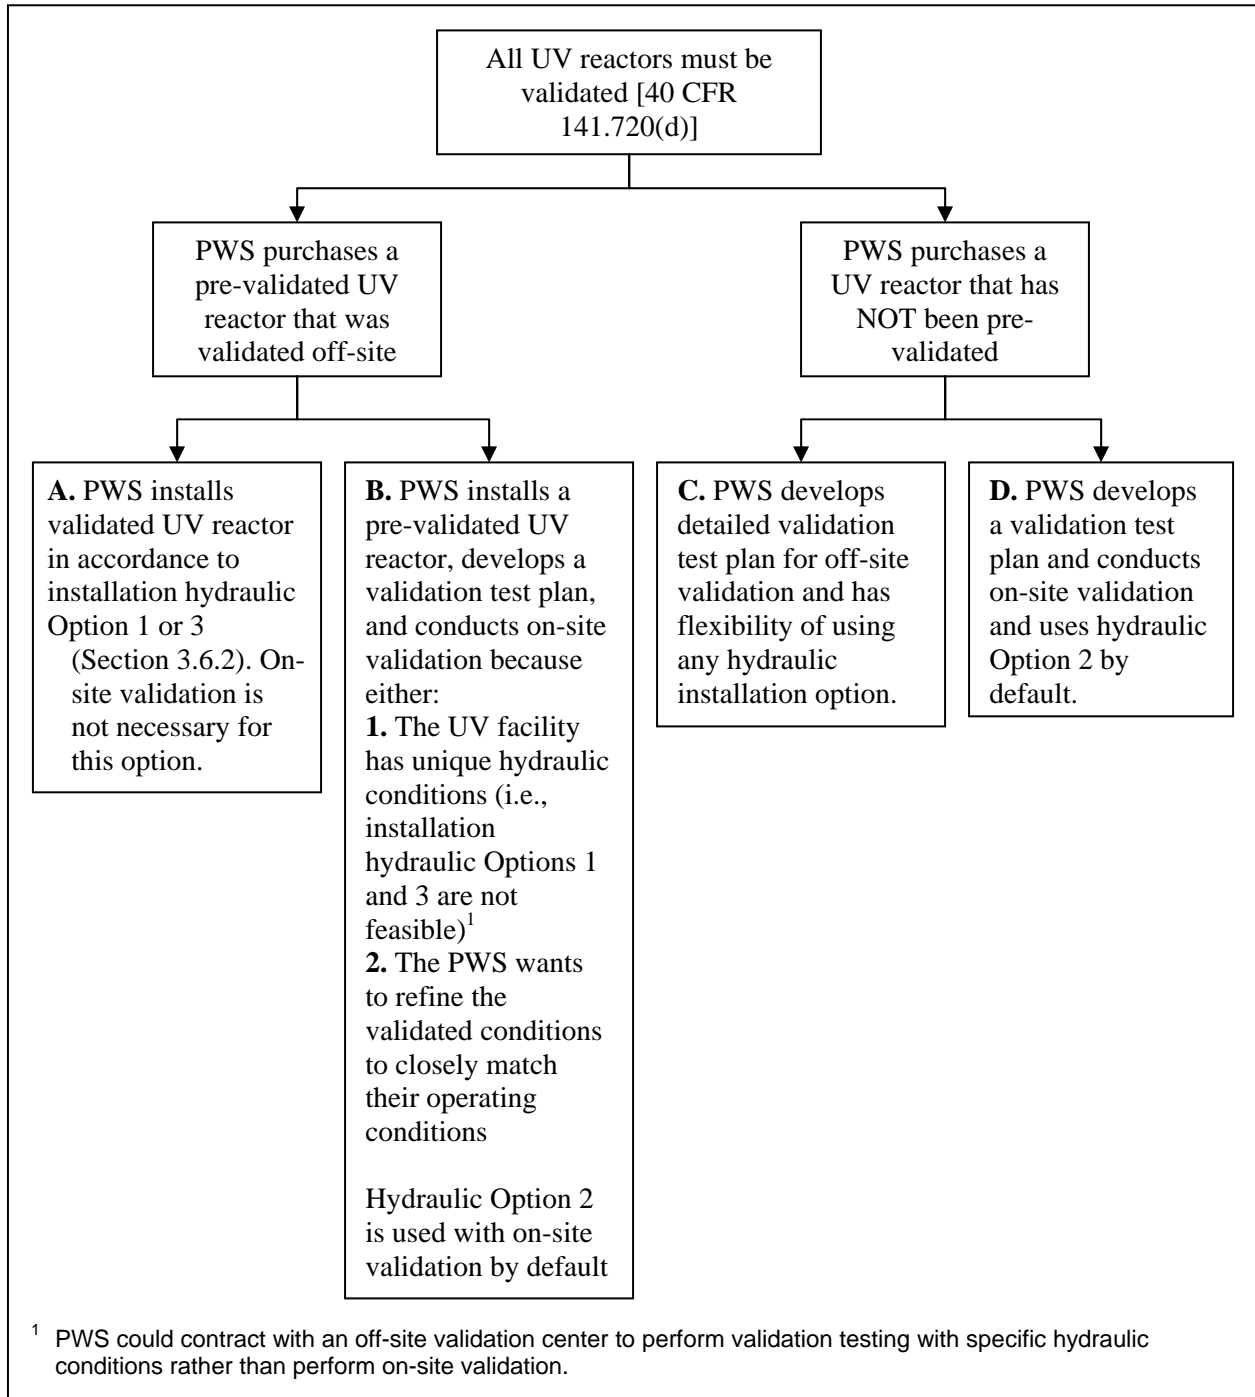 All UV reactors must be
validated [40 CFR
141.720(d)]
PWS purchases a
pre-validated UV
reactor that was
validated off-site
PWS purchases a
UV reactor that has
NOT been pre-
validated
A. PWS installs
validated UV reactor
in accordance to
installation hydraulic
Option 1 or 3
(Section 3.6.2). On-
site validation is
not necessary for
this option.
B. PWS installs a
pre-validated UV
reactor, develops a
validation test plan,
and conducts on-site
validation because
either:
1. The UV facility
has unique hydraulic
conditions (i.e.,
installation
hydraulic Options 1
and 3 are not
feasible)1
2. The PWS wants
to refine the
validated conditions
to closely match
their operating
conditions
Hydraulic Option 2
is used with on-site
validation by default
C. PWS develops
detailed validation
test plan for off-site
validation and has
flexibility of using
any hydraulic
installation option.
D. PWS develops
a validation test
plan and conducts
on-site validation
and uses hydraulic
Option 2 by
default.
1 PWS could contract with an off-site validation center to perform validation testing with specific hydraulic
conditions rather than perform on-site validation.